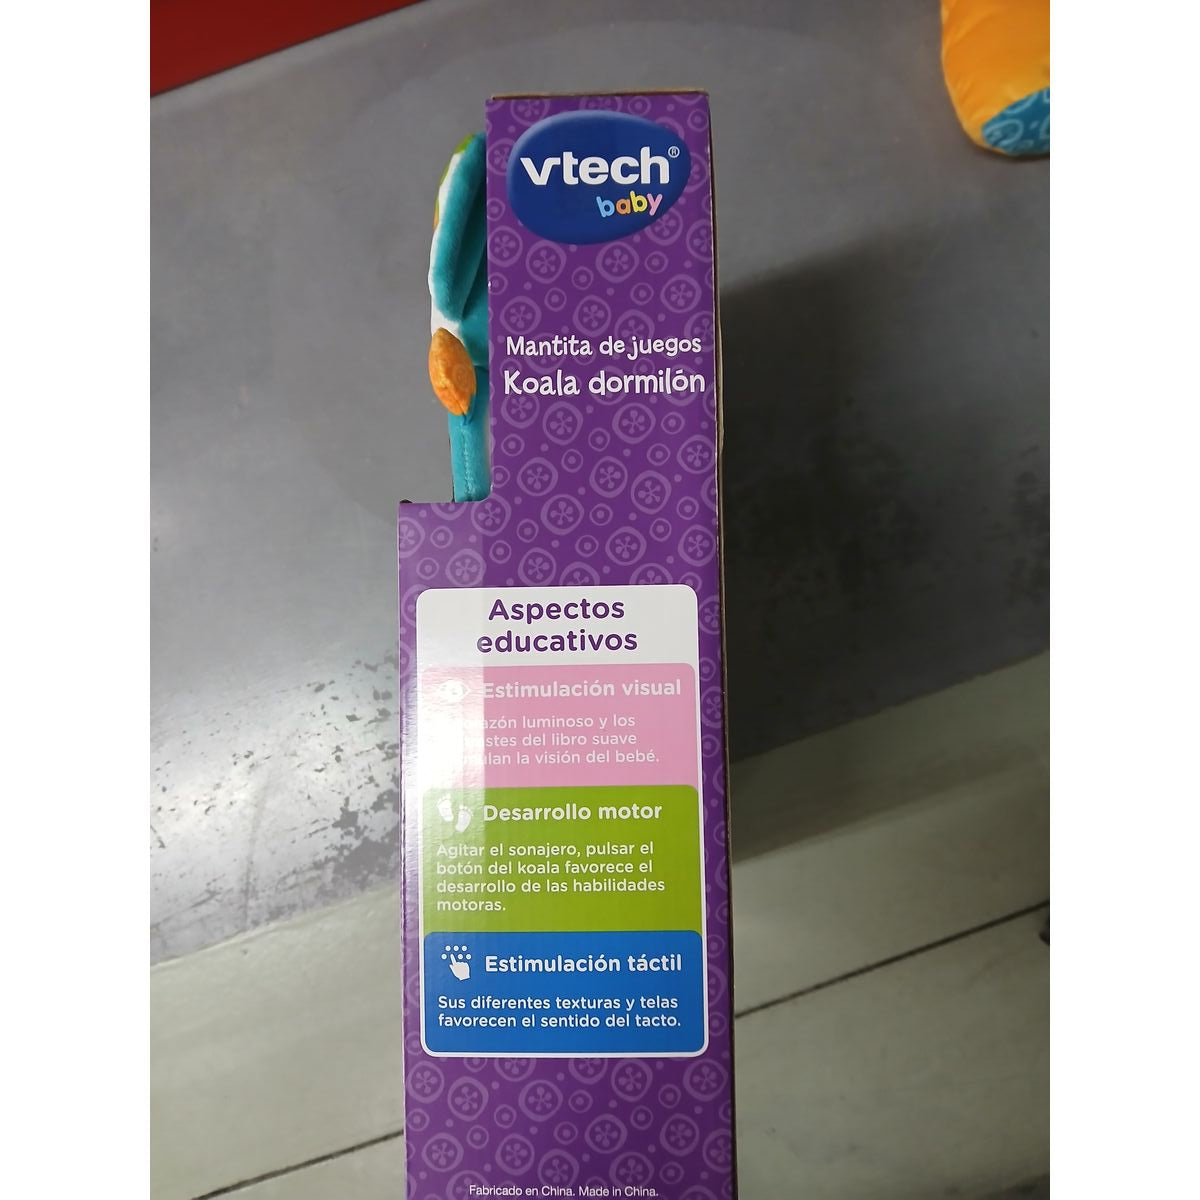 vtech®
baby
Mantita de juegos
Koala dormilón
Aspectos
educativos
Estimulación visual
luminoso y los
del libro suave
la visión del bebé.
Desarrollo motor
Agitar el sonajero, pulsar el
botón del koala favorece el
desarrollo de las habilidades
motoras.
Estimulación táctil
Sus diferentes texturas y telas
favorecen el sentido del tacto.
Fabricado en China. Made in China.